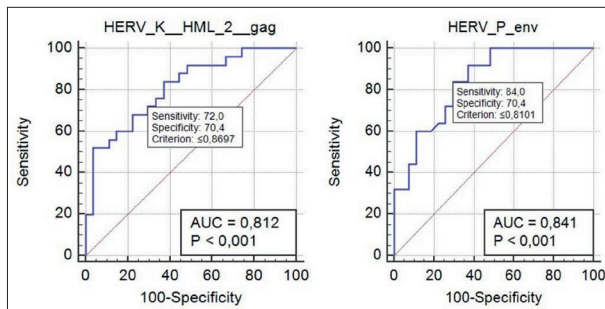 HERV_K__HML_2__gag
100
80
60
40
20
0
Sensitivity
Sensitivity: 72,0
Specificity: 70,4
Criterion: ≤0,8697
AUC = 0,812
P < 0,001
0 20 40 60 80 100
100-Specificity
HERV_P_env
100
80
60
40
20
0
Sensitivity
Sensitivity: 84,0
Specificity: 70,4
Criterion: ≤0,8101
AUC = 0,841
P < 0,001
0 20 40 60 80 100
100-Specificity